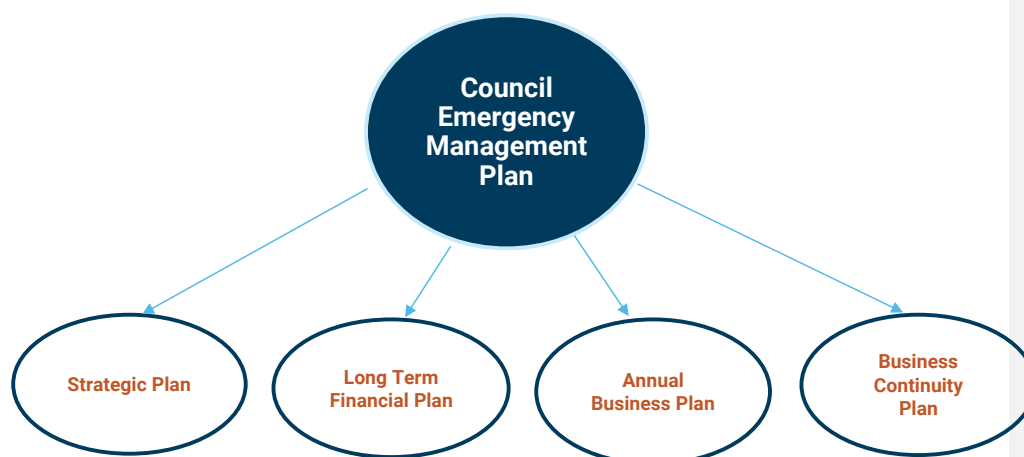 Council
Emergency
Management
Plan
Strategic Plan
Long Term
Financial Plan
Annual
Business Plan
Business
Continuity
Plan